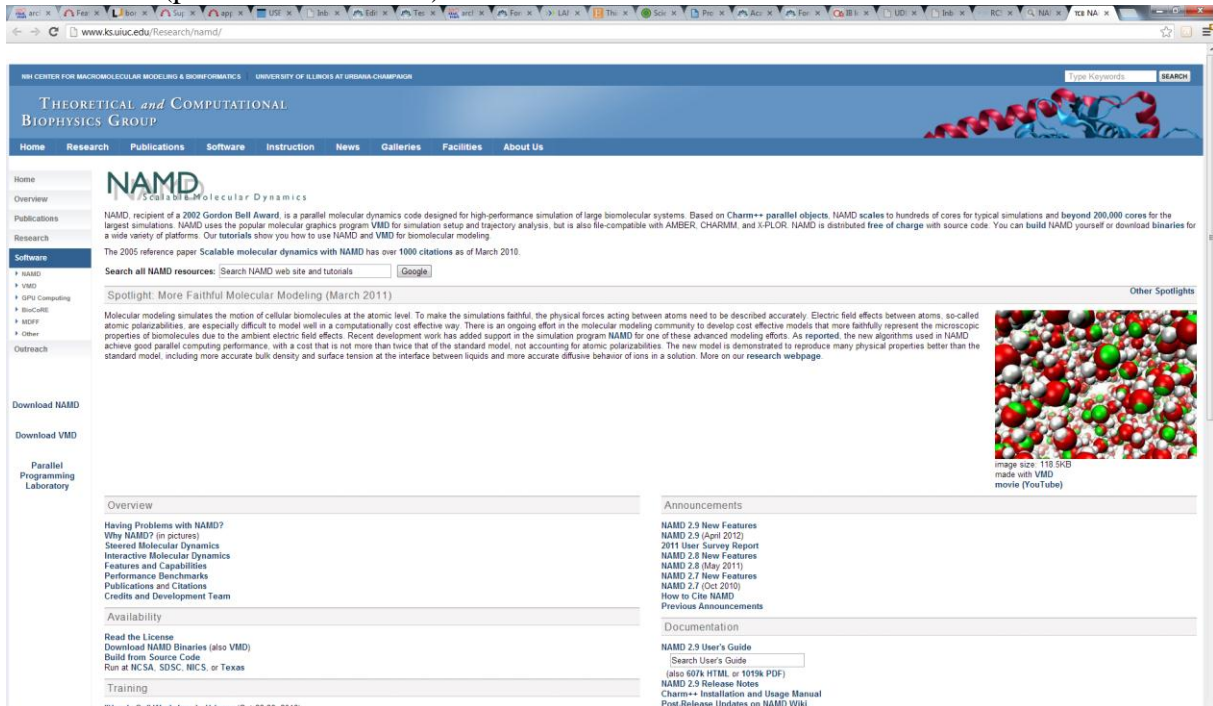 www.ks.uiuc.edu/Research/namd/
NIH CENTER FOR MACROMOLECULAR MODELING & BIOINFORMATICS
UNIVERSITY OF ILLINOIS AT URBANA-CHAMPAIGN
Type Keywords
SEARCH
THEORETICAL and COMPUTATIONAL
BIOPHYSICS GROUP
Home Research Publications Software Instruction News Galleries Facilities About Us
Home
Overview
Publications
Research
Software
NAMD
VMD
GPU Computing
BioCoRE
MDFF
Other
Outreach
Download NAMD
Download VMD
Parallel
Programming
Laboratory
NAMD
Scalable Molecular Dynamics
NAMD, recipient of a 2002 Gordon Bell Award, is a parallel molecular dynamics code designed for high-performance simulation of large biomolecular systems. Based on Charm++ parallel objects, NAMD scales to hundreds of cores for typical simulations and beyond 200,000 cores for the
largest simulations. NAMD uses the popular molecular graphics program VMD for simulation setup and trajectory analysis, but is also file-compatible with AMBER, CHARMM, and X-PLOR. NAMD is distributed free of charge with source code. You can build NAMD yourself or download binaries for
a wide variety of platforms. Our tutorials show you how to use NAMD and VMD for biomolecular modeling.
The 2005 reference paper Scalable molecular dynamics with NAMD has over 1000 citations as of March 2010.
Search all NAMD resources: Search NAMD web site and tutorials Google
Spotlight: More Faithful Molecular Modeling (March 2011)
Other Spotlights
Molecular modeling simulates the motion of cellular biomolecules at the atomic level. To make the simulations faithful, the physical forces acting between atoms need to be described accurately. Electric field effects between atoms, so-called
atomic polarizabilities, are especially difficult to model well in a computationally cost effective way. There is an ongoing effort in the molecular modeling community to develop cost effective models that more faithfully represent the microscopic
properties of biomolecules due to the ambient electric field effects. Recent development work has added support in the simulation program NAMD for one of these advanced modeling efforts. As reported, the new algorithms used in NAMD
achieve good parallel computing performance, with a cost that is not more than twice that of the standard model, not accounting for atomic polarizabilities. The new model is demonstrated to reproduce many physical properties better than the
standard model, including more accurate bulk density and surface tension at the interface between liquids and more accurate diffusive behavior of ions in a solution. More on our research webpage.
image size: 118.5KB
made with VMD
movie (YouTube)
Overview
Having Problems with NAMD?
Why NAMD? (in pictures)
Steered Molecular Dynamics
Interactive Molecular Dynamics
Features and Capabilities
Performance Benchmarks
Publications and Citations
Credits and Development Team
Availability
Read the License
Download NAMD Binaries (also VMD)
Build from Source Code
Run at NCSA, SDSC, NICS, or Texas
Training
Announcements
NAMD 2.9 New Features
NAMD 2.9 (April 2012)
2011 User Survey Report
NAMD 2.8 New Features
NAMD 2.8 (May 2011)
NAMD 2.7 New Features
NAMD 2.7 (Oct 2010)
How to Cite NAMD
Previous Announcements
Documentation
NAMD 2.9 User's Guide
Search User's Guide
(also 607k HTML or 1019k PDF)
NAMD 2.9 Release Notes
Charm++ Installation and Usage Manual
Post-Release Updates on NAMD Wiki